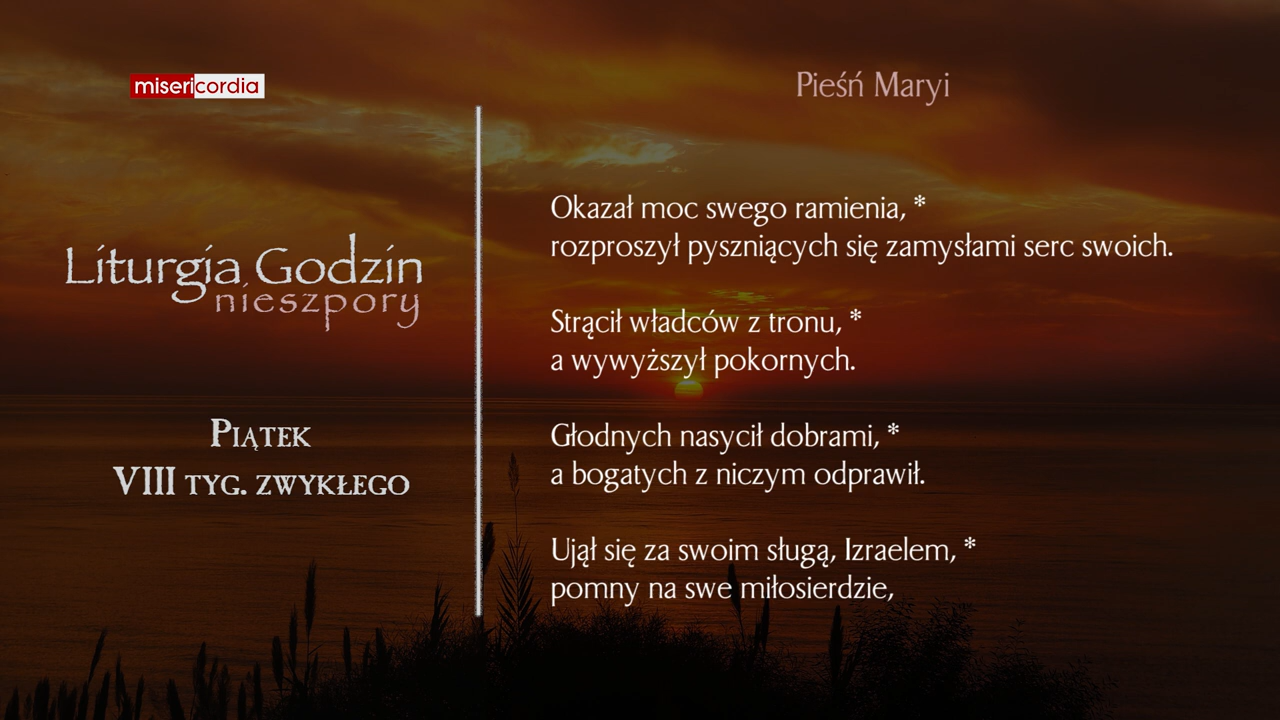 misericordia
Liturgia Godzin
nieszpory
Piątek
VIII tyg. zwykłego
Pieśń Maryi
Okazał moc swego ramienia, *
rozproszył pyszniących się zamysłami serc swoich.
Strącił władców z tronu, *
a wywyższył pokornych.
Głodnych nasycił dobrami, *
a bogatych z niczym odprawił.
Ujął się za swoim sługą, Izraelem, *
pomny na swe miłosierdzie,